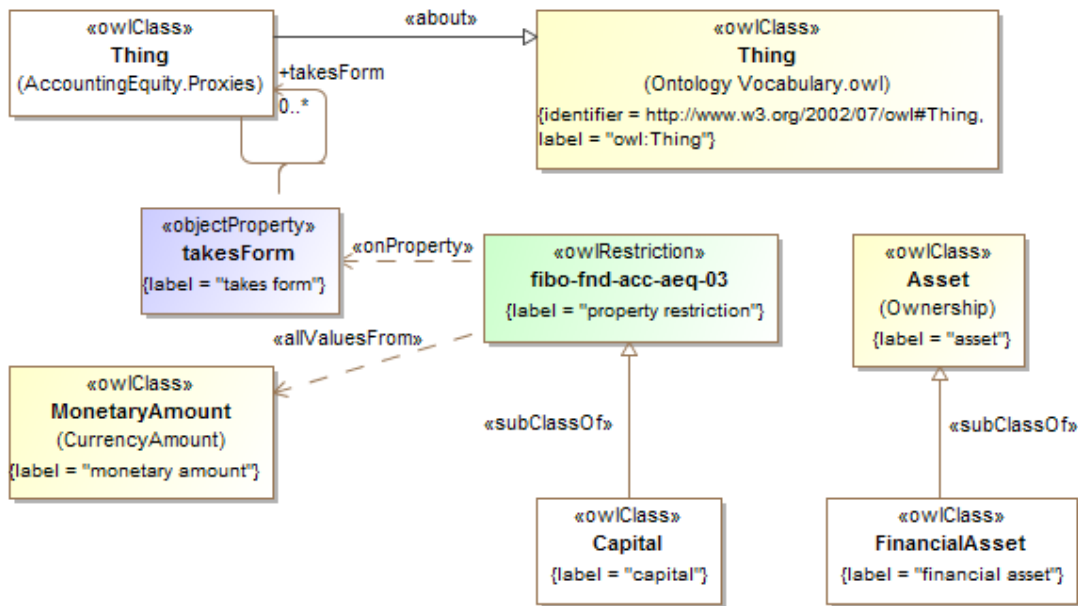 «owlClass»
Thing
(AccountingEquity.Proxies)
«about»
«owlClass»
Thing
(Ontology Vocabulary.owl)
{identifier = http://www.w3.org/2002/07/owl#Thing,
label = "owl:Thing"}
+takesForm
0..*
«objectProperty»
takesForm
{label = "takes form"}
«onProperty»
«owlRestriction»
fibo-fnd-acc-aeq-03
{label = "property restriction"}
«owlClass»
Asset
(Ownership)
{label = "asset"}
«allValuesFrom»
«owlClass»
MonetaryAmount
(CurrencyAmount)
{label = "monetary amount"}
«subClassOf»
«subClassOf»
«owlClass»
Capital
{label = "capital"}
«owlClass»
FinancialAsset
{label = "financial asset"}